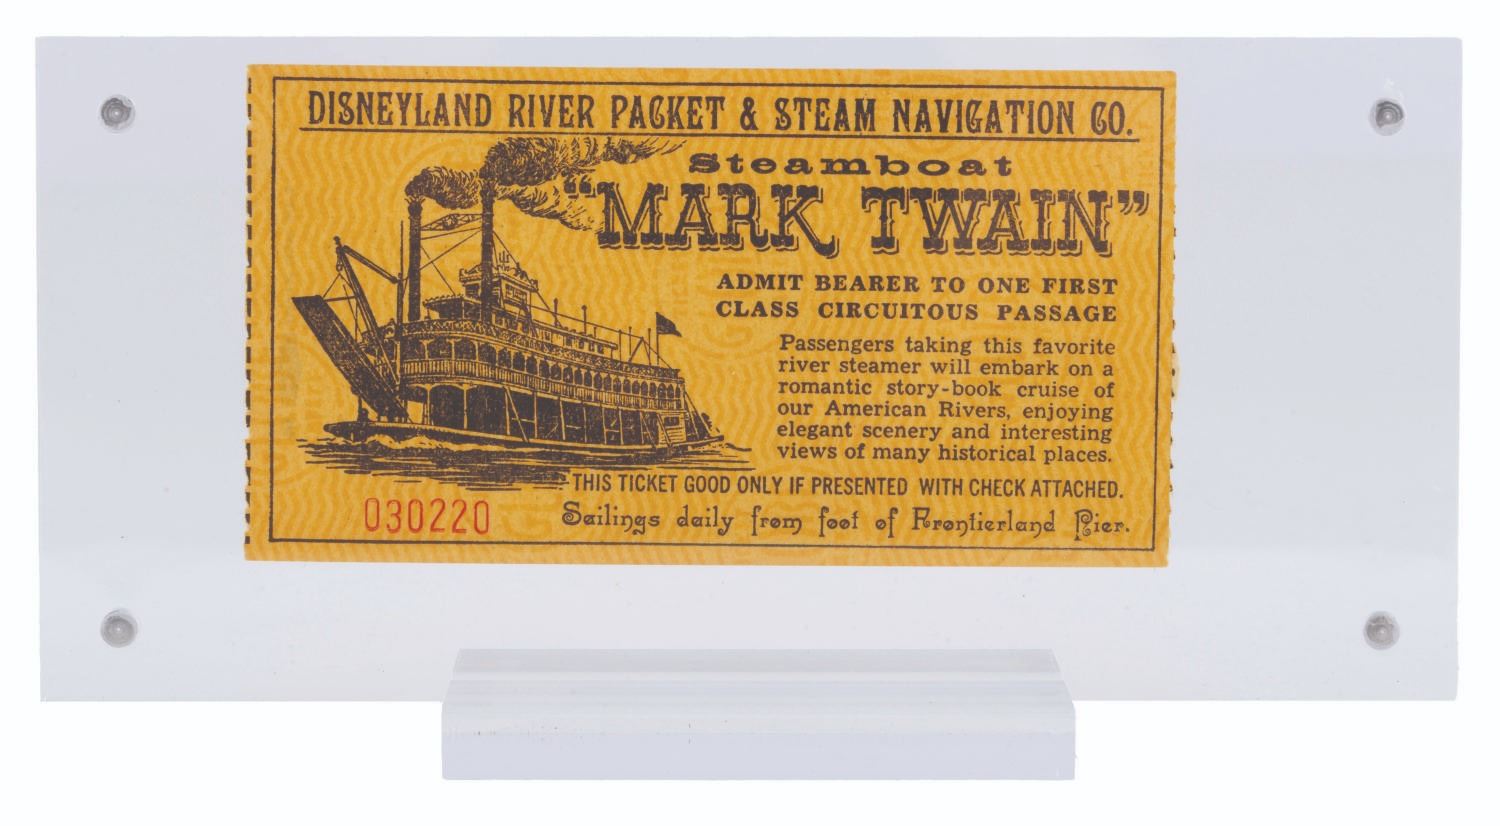 DISNEYLAND RIVER PACKET & STEAM NAVIGATION CO.
Steamboat
"MARK TWAIN"
ADMIT BEARER TO ONE FIRST
CLASS CIRCUITOUS PASSAGE
Passengers taking this favorite
river steamer will embark on a
romantic story-book cruise of
our American Rivers, enjoying
elegant scenery and interesting
views of many historical places.
THIS TICKET GOOD ONLY IF PRESENTED WITH CHECK ATTACHED.
030220
Sailings daily from foot of Frontierland Pier.